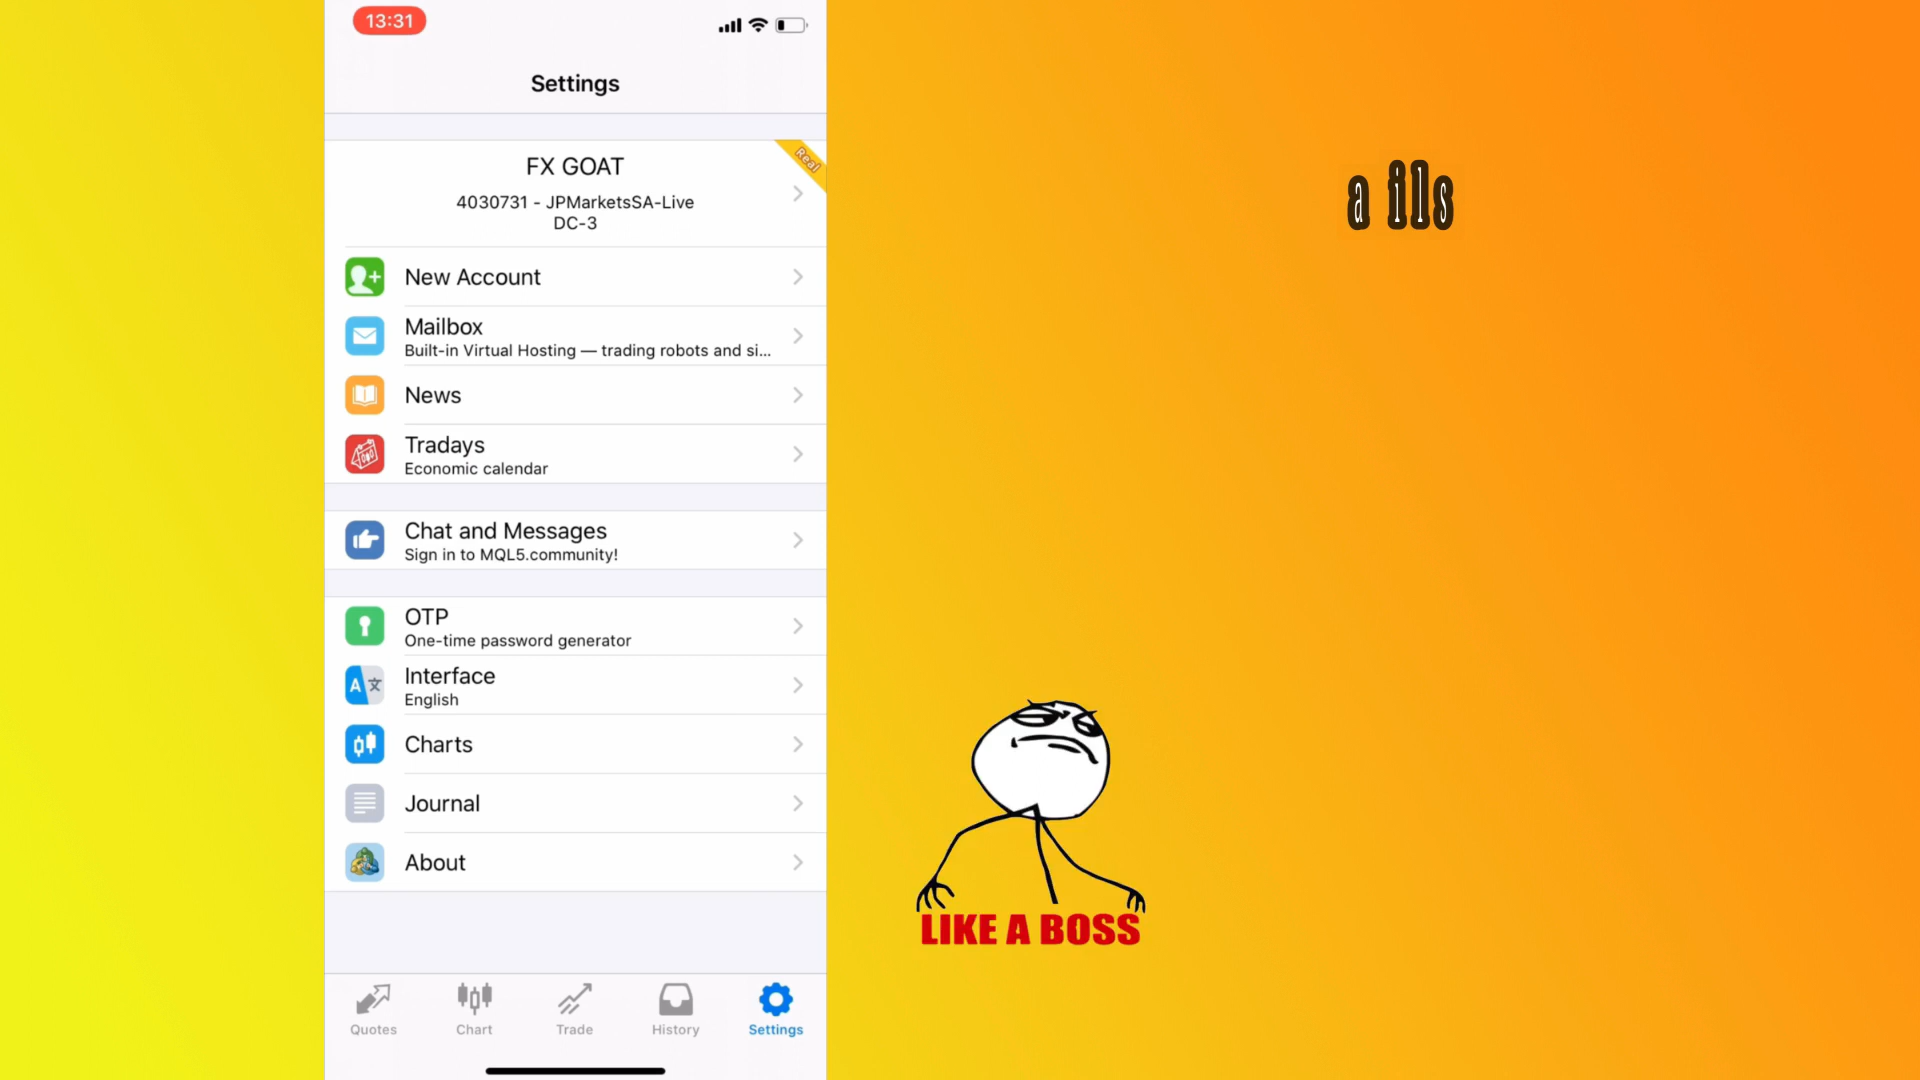 13:31
Settings
Real
FX GOAT
4030731 - JPMarketsSA-Live
DC-3
New Account
Mailbox
Built-in Virtual Hosting — trading robots and si...
News
Tradays
Economic calendar
Chat and Messages
Sign in to MQL5.community!
OTP
One-time password generator
Interface
English
Charts
Journal
About
Quotes
Chart
Trade
History
Settings
a ils
LIKE A BOSS